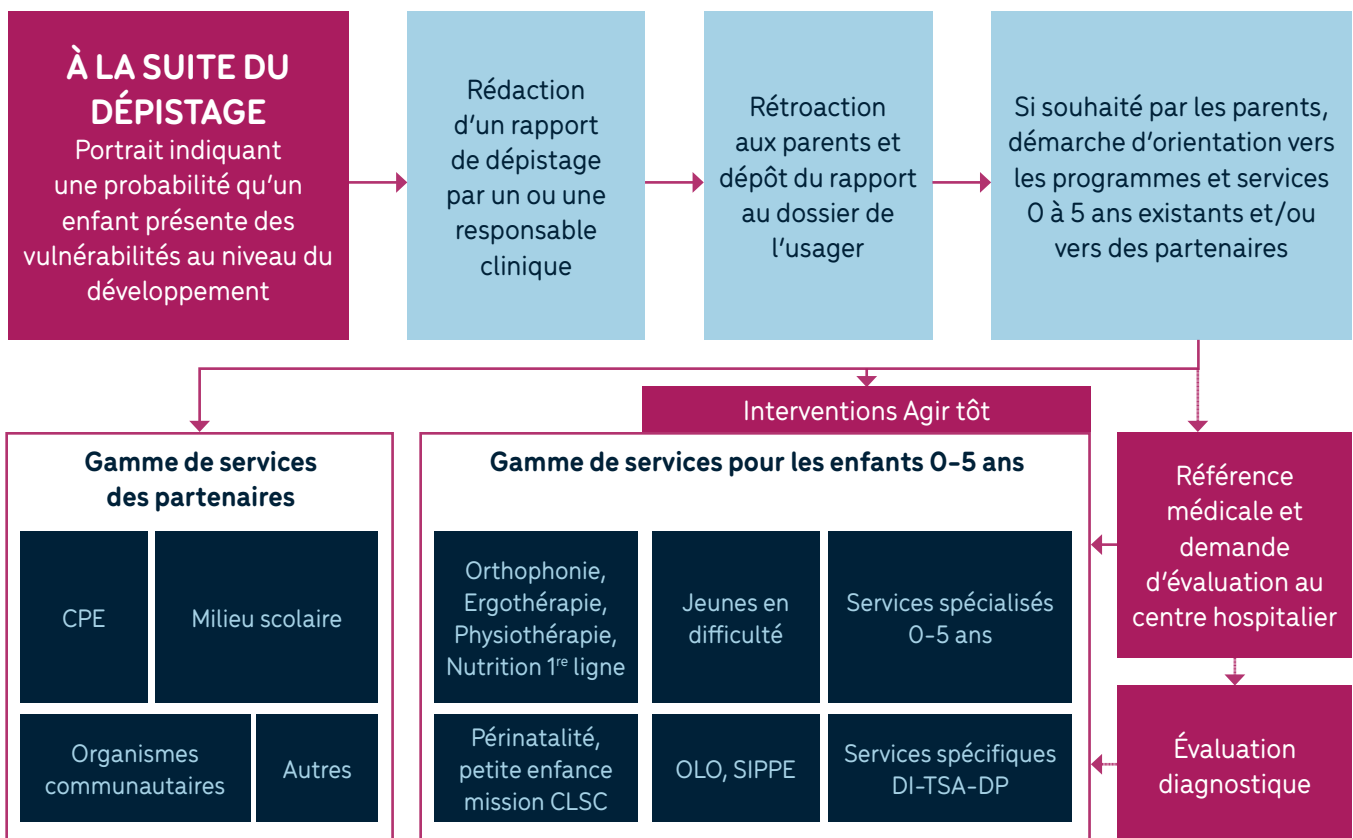 À LA SUITE DU
DÉPISTAGE
Portrait indiquant
une probabilité qu'un
enfant présente des
vulnérabilités au niveau du
développement
Rédaction
d'un rapport
de dépistage
par un ou une
responsable
clinique
Rétroaction
aux parents et
dépôt du rapport
au dossier de
l'usager
Si souhaité par les parents,
démarche d'orientation vers
les programmes et services
0 à 5 ans existants et/ou
vers des partenaires
Gamme de services
des partenaires
CPE
Milieu scolaire
Organismes
communautaires
Autres
Interventions Agir tôt
Gamme de services pour les enfants 0-5 ans
Orthophonie,
Ergothérapie,
Physiothérapie,
Nutrition 1re ligne
Jeunes en
difficulté
Services spécialisés
0-5 ans
Périnatalité,
petite enfance
mission CLSC
OLO, SIPPE
Services spécifiques
DI-TSA-DP
Référence
médicale et
demande
d'évaluation au
centre hospitalier
Évaluation
diagnostique